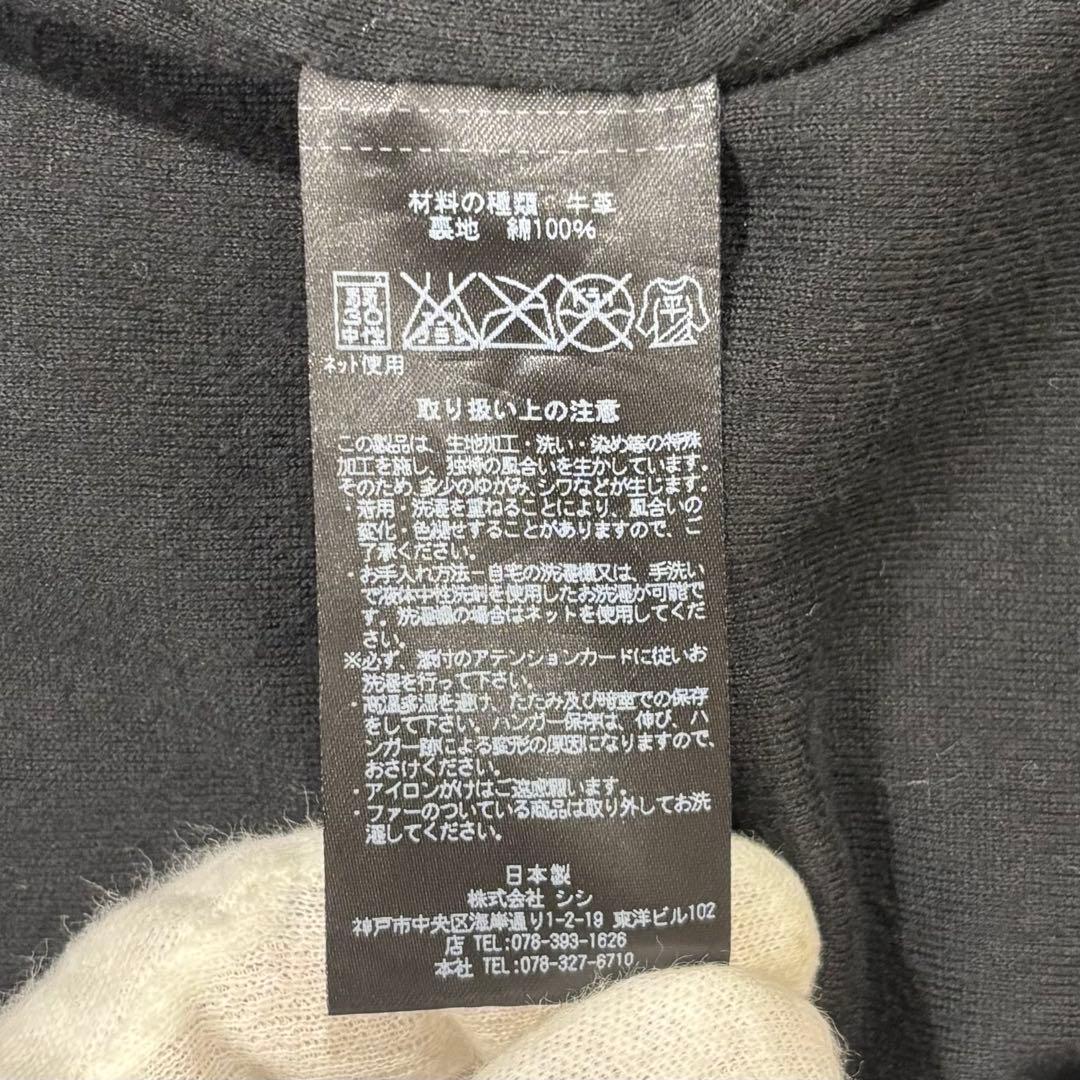 材料の種類 牛革
裏地 綿100%
弱 30 中性
エンソ サラシ
ドライ
平
ネット使用
取り扱い上の注意
この製品は、生地加工・洗い・染め等の特殊
加工を施し、独特の風合いを生かしています。
そのため、多少のゆがみ、シワなどが生じます。
・着用・洗濯を重ねることにより、風合いの
変化・色褪せすることがありますので、ご
了承ください。
・お手入れ方法－自宅の洗濯機又は、手洗い
で液体中性洗剤を使用したお洗濯が可能で
す。洗濯機の場合はネットを使用してくだ
さい。
※必ず、添付のアテンションカードに従いお
洗濯を行って下さい。
・高温多湿を避け、たたみ及び暗室での保存
をして下さい。ハンガー保存は、伸び、ハ
ンガー跡による変形の原因になりますので、
おさけください。
・アイロンがけはご遠慮願います。
・ファーのついている商品は取り外してお洗
濯してください。
日本製
株式会社 シシ
神戸市中央区海岸通り1-2-19 東洋ビル102
店 TEL:078-393-1626
本社 TEL:078-327-6710